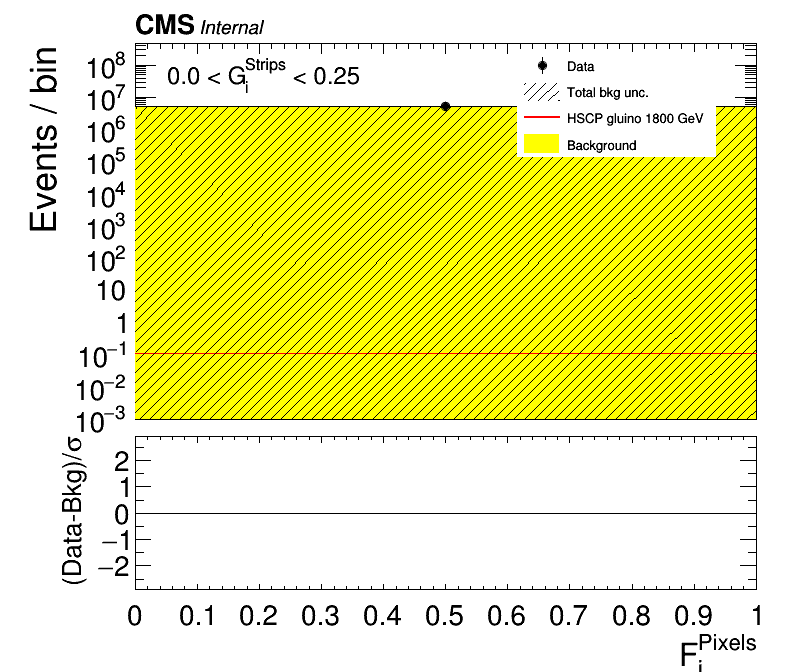 CMS Internal
Events / bin
10⁸
10⁷
10⁶
10⁵
10⁴
10³
10²
10
1
10⁻¹
10⁻²
10⁻³
0.0 < G_i^Strips < 0.25
Data
Total bkg unc.
HSCP gluino 1800 GeV
Background
(Data-Bkg)/σ
2
1
0
−1
−2
0 0.1 0.2 0.3 0.4 0.5 0.6 0.7 0.8 0.9 1
F_i^Pixels